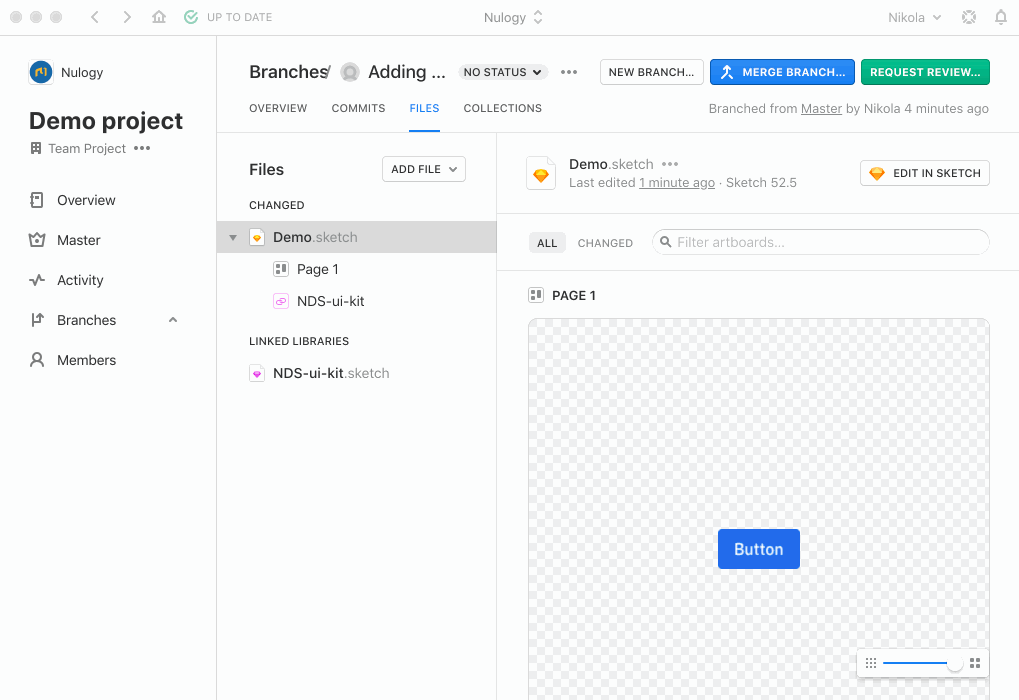 UP TO DATE
Nulogy
Nikola
Nulogy
Demo project
Team Project
Overview
Master
Activity
Branches
Members
Branches/ Adding ...
NO STATUS
NEW BRANCH...
MERGE BRANCH...
REQUEST REVIEW...
OVERVIEW
COMMITS
FILES
COLLECTIONS
Branched from Master by Nikola 4 minutes ago
Files
ADD FILE
CHANGED
Demo.sketch
Page 1
NDS-ui-kit
LINKED LIBRARIES
NDS-ui-kit.sketch
Demo.sketch
Last edited 1 minute ago · Sketch 52.5
EDIT IN SKETCH
ALL
CHANGED
Filter artboards...
PAGE 1
Button